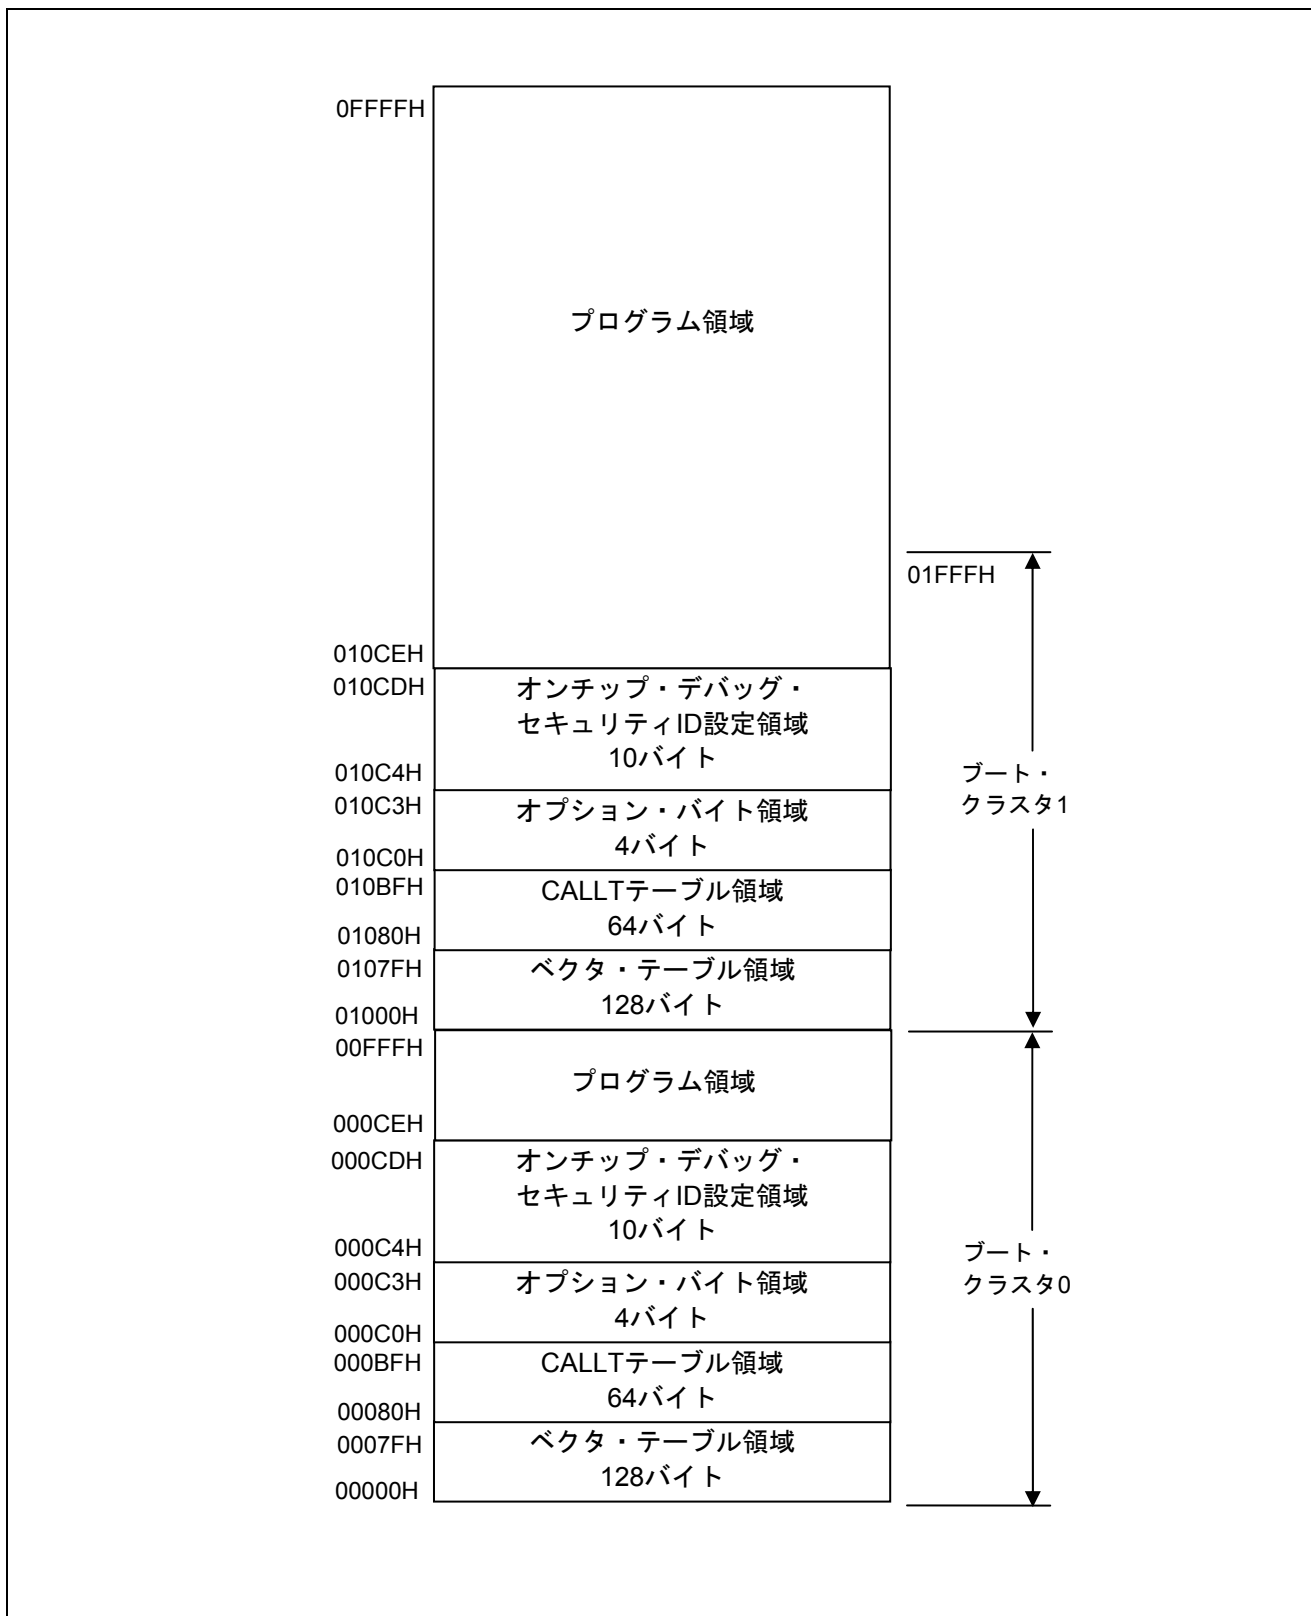 0FFFFH
プログラム領域
01FFFH
010CEH
010CDH
オンチップ・デバッグ・
セキュリティID設定領域
10バイト
010C4H
ブート・
クラスタ1
010C3H
オプション・バイト領域
4バイト
010C0H
010BFH
CALLTテーブル領域
64バイト
01080H
0107FH
ベクタ・テーブル領域
128バイト
01000H
00FFFH
プログラム領域
000CEH
000CDH
オンチップ・デバッグ・
セキュリティID設定領域
10バイト
000C4H
ブート・
クラスタ0
000C3H
オプション・バイト領域
4バイト
000C0H
000BFH
CALLTテーブル領域
64バイト
00080H
0007FH
ベクタ・テーブル領域
128バイト
00000H